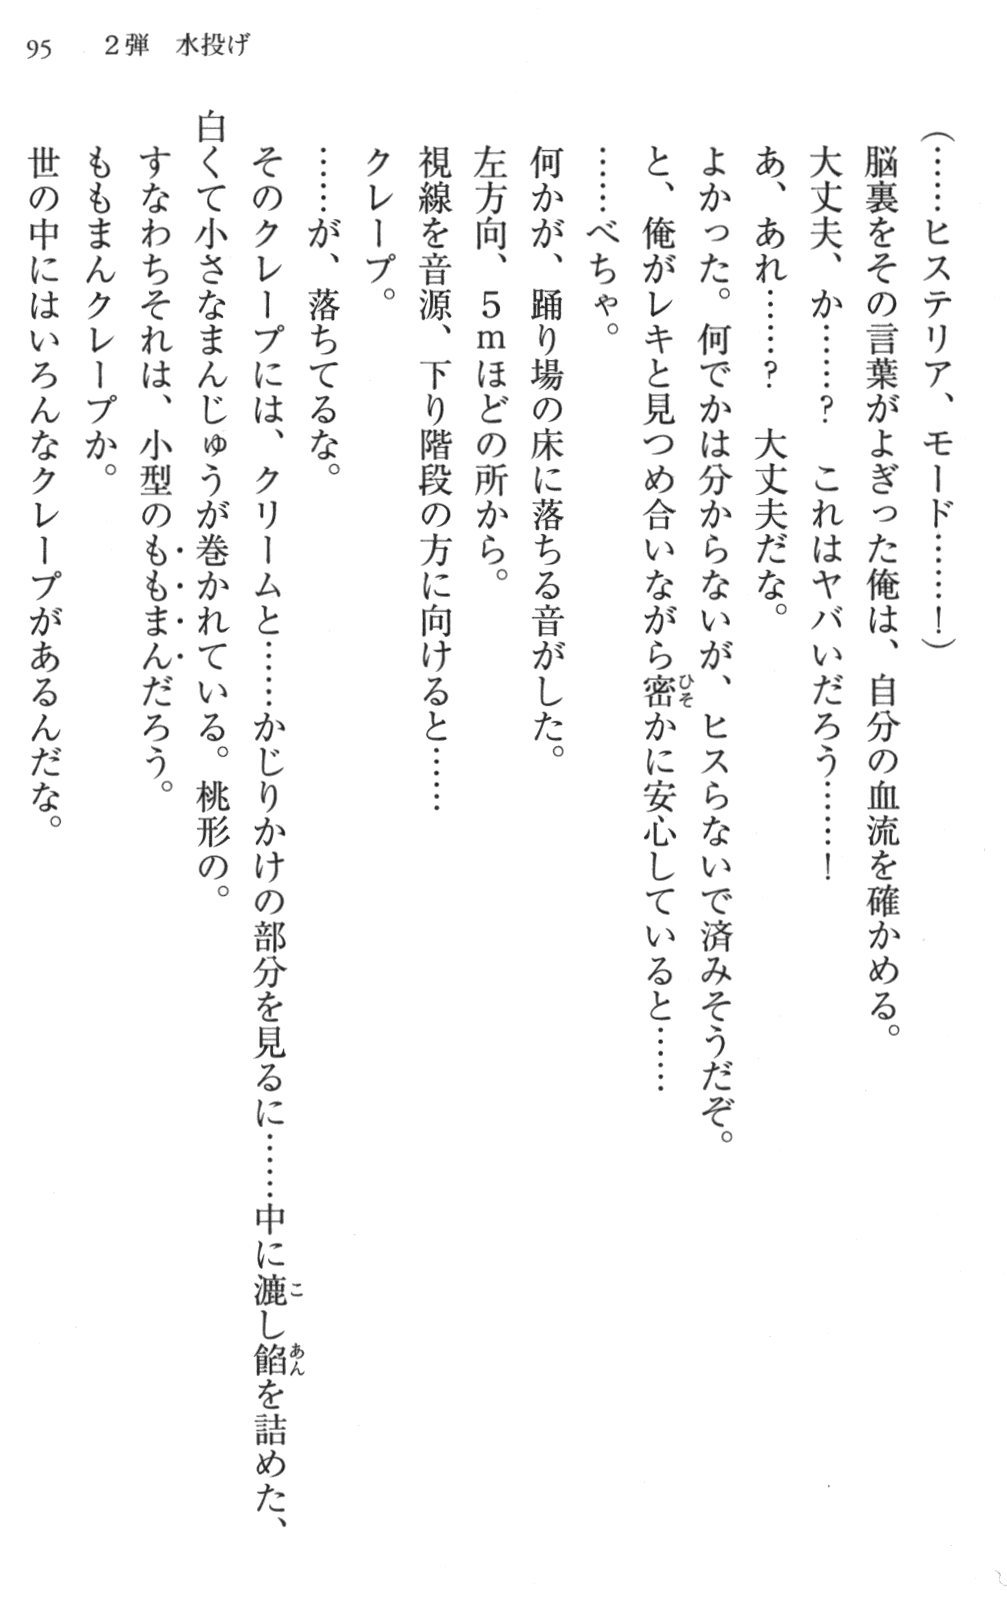 95　2弾　水投げ
（……ヒステリア、モード……！）
脳裏をその言葉がよぎった俺は、自分の血流を確かめる。
大丈夫、か……？　これはヤバいだろう……！
あ、あれ……？　大丈夫だな。
よかった。何でかは分からないが、ヒスらないで済みそうだぞ。
と、俺がレキと見つめ合いながら密かに安心していると……
……べちゃ。
何かが、踊り場の床に落ちる音がした。
左方向、5mほどの所から。
視線を音源、下り階段の方に向けると……
クレープ。
……が、落ちてるな。
そのクレープには、クリームと……かじりかけの部分を見るに……中に漉し餡を詰めた、
白くて小さなまんじゅうが巻かれている。桃形の。
すなわちそれは、小型のももまんだろう。
ももまんクレープか。
世の中にはいろんなクレープがあるんだな。